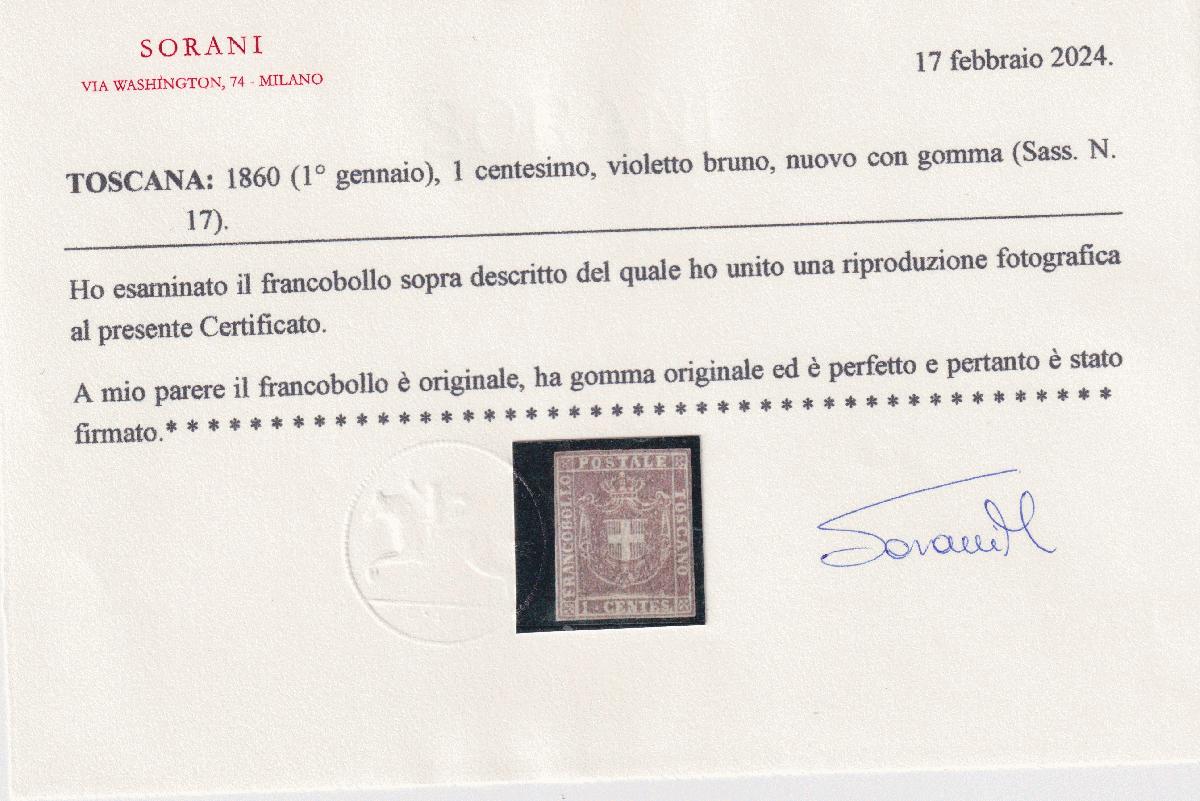 SORANI
VIA WASHINGTON, 74 - MILANO
17 febbraio 2024.
TOSCANA: 1860 (1° gennaio), 1 centesimo, violetto bruno, nuovo con gomma (Sass. N.
17).
Ho esaminato il francobollo sopra descritto del quale ho unito una riproduzione fotografica
al presente Certificato.
A mio parere il francobollo è originale, ha gomma originale ed è perfetto e pertanto è stato
firmato.* * * * * * * * * * * * * * * * * * * * * * * * * * * * * * * * * * * * * * * * * * * * *
POSTALE
FRANCOBOLLO
TOSCANO
1 CENTES.
Sorani